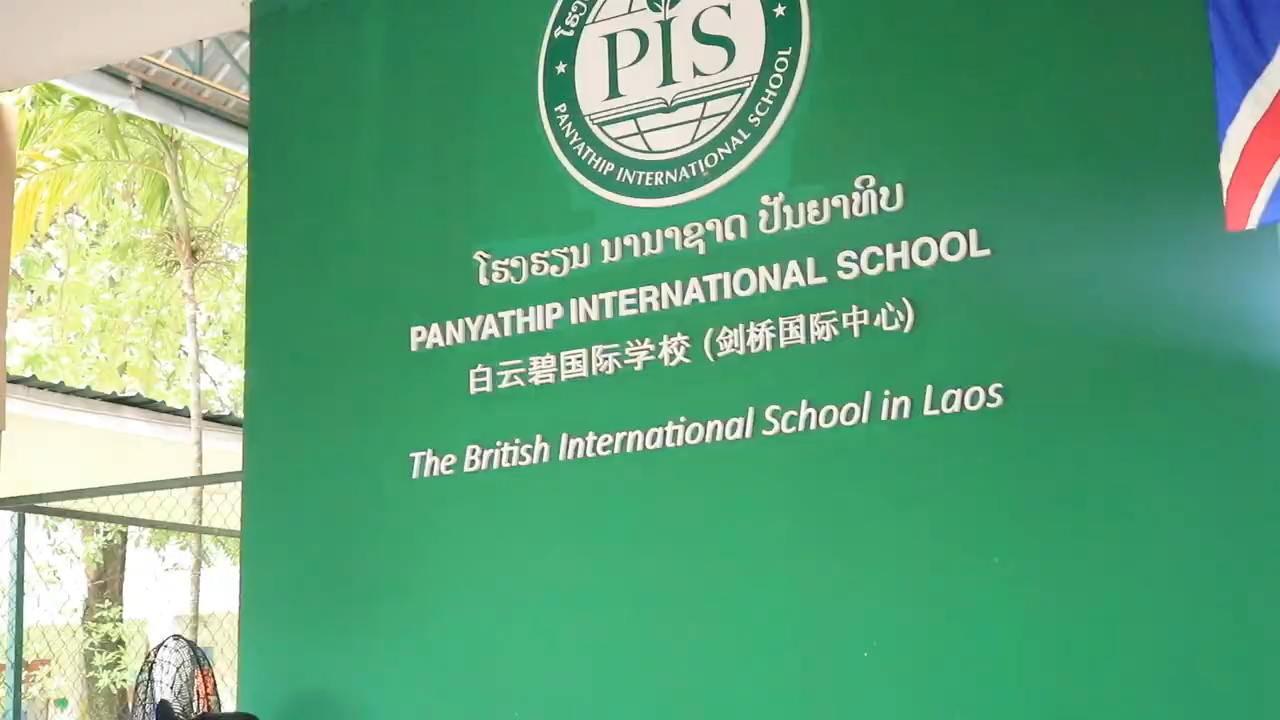 PIS
PANYATHIP INTERNATIONAL SCHOOL
ໂຮງຮຽນ ນານາຊາດ ປັນຍາທິບ
PANYATHIP INTERNATIONAL SCHOOL
白云碧国际学校 (剑桥国际中心)
The British International School in Laos